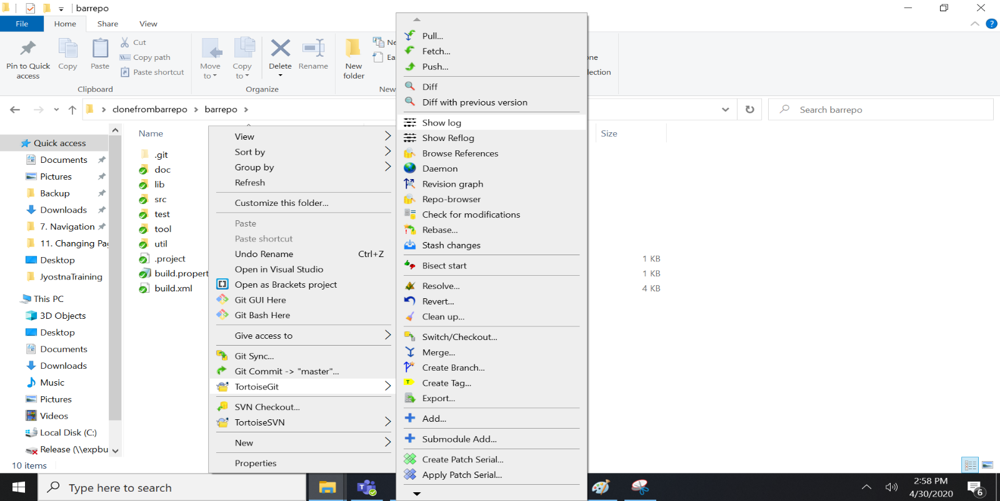 barrepo
File
Home
Share
View
Pin to Quick access
Copy
Paste
Cut
Copy path
Paste shortcut
Clipboard
Move to
Copy to
Delete
Rename
Organize
New folder
Ne
Ea
New
one
lection
clonefrombarrepo
barrepo
Search barrepo
Name
Size
Quick access
Documents
Pictures
Backup
Downloads
7. Navigation
11. Changing Pa
Desktop
JyostnaTraining
This PC
3D Objects
Desktop
Documents
Downloads
Music
Pictures
Videos
Local Disk (C:)
Release (\\expbu
10 items
.git
doc
lib
src
test
tool
util
.project
1 KB
build.propert
1 KB
build.xml
4 KB
View
Sort by
Group by
Refresh
Customize this folder...
Paste
Paste shortcut
Undo Rename Ctrl+Z
Open in Visual Studio
Open as Brackets project
Git GUI Here
Git Bash Here
Give access to
Git Sync...
Git Commit -> "master"...
TortoiseGit
SVN Checkout...
TortoiseSVN
New
Properties
Pull...
Fetch...
Push...
Diff
Diff with previous version
Show log
Show Reflog
Browse References
Daemon
Revision graph
Repo-browser
Check for modifications
Rebase...
Stash changes
Bisect start
Resolve...
Revert...
Clean up...
Switch/Checkout...
Merge...
Create Branch...
Create Tag...
Export...
Add...
Submodule Add...
Create Patch Serial...
Apply Patch Serial...
Type here to search
2:58 PM
4/30/2020
6